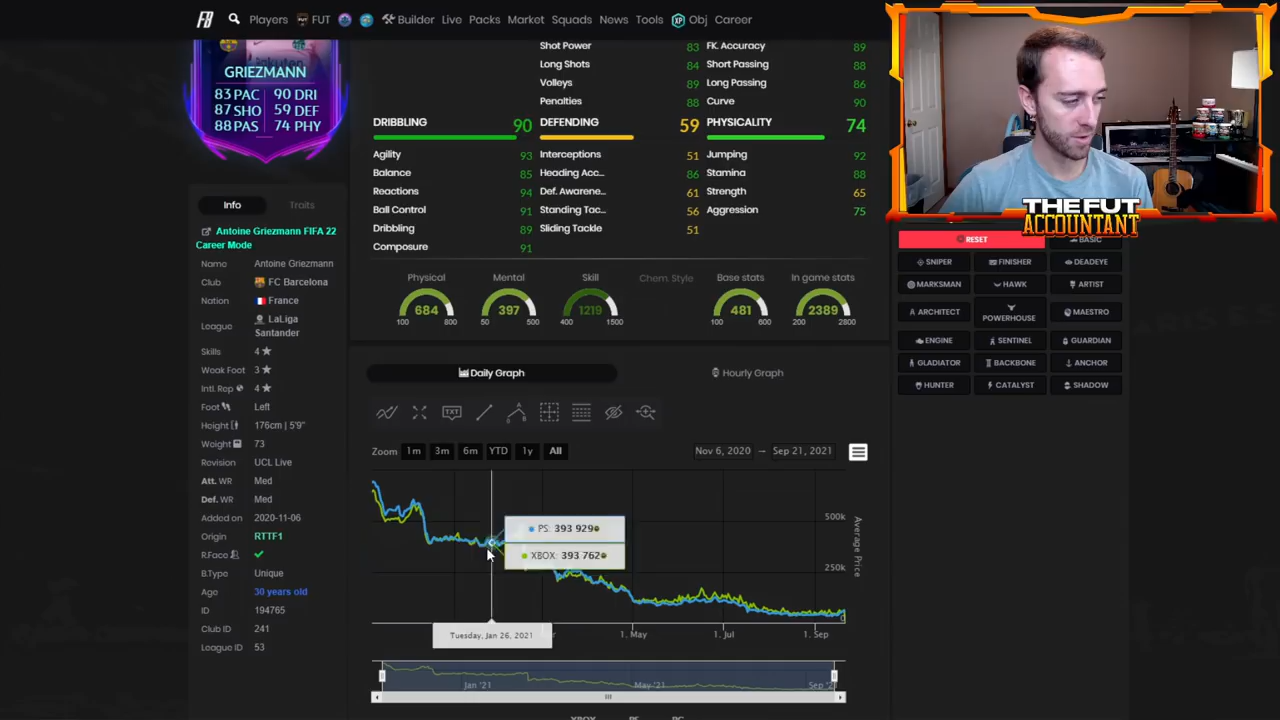 FB Players FUT Builder Live Packs Market Squads News Tools XP Obj Career
GRIEZMANN
83 PAC 90 DRI
87 SHO 59 DEF
88 PAS 74 PHY
Shot Power 83
Long Shots 84
Volleys 89
Penalties 88
FK. Accuracy 89
Short Passing 88
Long Passing 86
Curve 90
DRIBBLING 90
Agility 93
Balance 85
Reactions 94
Ball Control 91
Dribbling 89
Composure 91
DEFENDING 59
Interceptions 51
Heading Acc... 86
Def. Awarene... 61
Standing Tac... 56
Sliding Tackle 51
PHYSICALITY 74
Jumping 92
Stamina 88
Strength 65
Aggression 75
Info Traits
Antoine Griezmann FIFA 22
Career Mode
Name Antoine Griezmann
Club FC Barcelona
Nation France
League LaLiga
Santander
Skills 4
Weak Foot 3
Intl. Rep 4
Foot Left
Height 176cm | 5'9"
Weight 73
Revision UCL Live
Att. WR Med
Def. WR Med
Added on 2020-11-06
Origin RTTF1
R.Face
B.Type Unique
Age 30 years old
ID 194765
Club ID 241
League ID 53
Physical Mental Skill Chem. Style Base stats In game stats
684 397 1219 481 2389
100 800 50 500 400 1500 100 600 200 2800
Daily Graph Hourly Graph
TXT
Zoom 1m 3m 6m YTD 1y All Nov 6, 2020 → Sep 21, 2021
PS: 393 929
XBOX: 393 762
500k
250k
Average Price
Tuesday, Jan 26, 2021
1. May 1. Jul 1. Sep
Jan '21 May '21 Sep '2
XBOX PS PC
THE FUT
ACCOUNTANT
RESET BASIC
SNIPER FINISHER DEADEYE
MARKSMAN HAWK ARTIST
ARCHITECT POWERHOUSE MAESTRO
ENGINE SENTINEL GUARDIAN
GLADIATOR BACKBONE ANCHOR
HUNTER CATALYST SHADOW